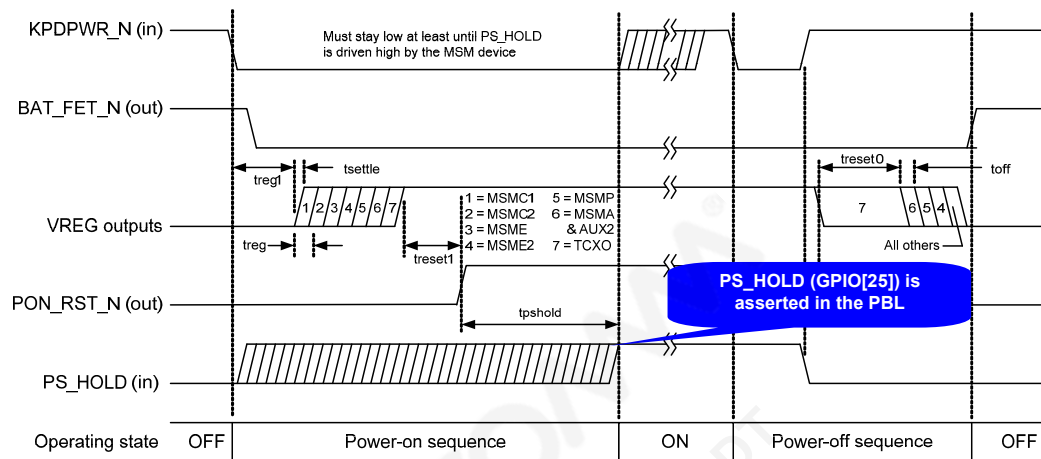 KPDPWR_N (in)
Must stay low at least until PS_HOLD
is driven high by the MSM device
BAT_FET_N (out)
treg1
tsettle
treset0
toff
VREG outputs
1 2 3 4 5 6 7
1 = MSMC1 5 = MSMP
2 = MSMC2 6 = MSMA
3 = MSME & AUX2
4 = MSME2 7 = TCXO
7
6 5 4
treg
treset1
All others
PON_RST_N (out)
PS_HOLD (GPIO[25]) is
asserted in the PBL
tpshold
PS_HOLD (in)
Operating state OFF Power-on sequence ON Power-off sequence OFF